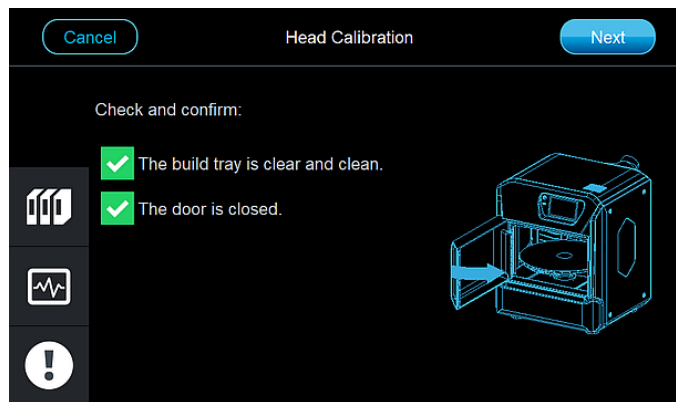 Cancel
Head Calibration
Next
Check and confirm:
The build tray is clear and clean.
The door is closed.